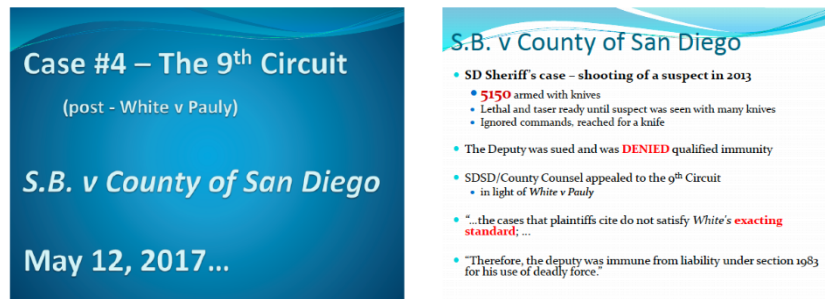 Case #4 – The 9th Circuit
(post - White v Pauly)
S.B. v County of San Diego
May 12, 2017...
S.B. v County of San Diego
• SD Sheriff's case – shooting of a suspect in 2013
• 5150 armed with knives
• Lethal and taser ready until suspect was seen with many knives
• Ignored commands, reached for a knife
• The Deputy was sued and was DENIED qualified immunity
• SDSD/County Counsel appealed to the 9th Circuit
• in light of White v Pauly
• "...the cases that plaintiffs cite do not satisfy White's exacting
standard; ...
• "Therefore, the deputy was immune from liability under section 1983
for his use of deadly force."